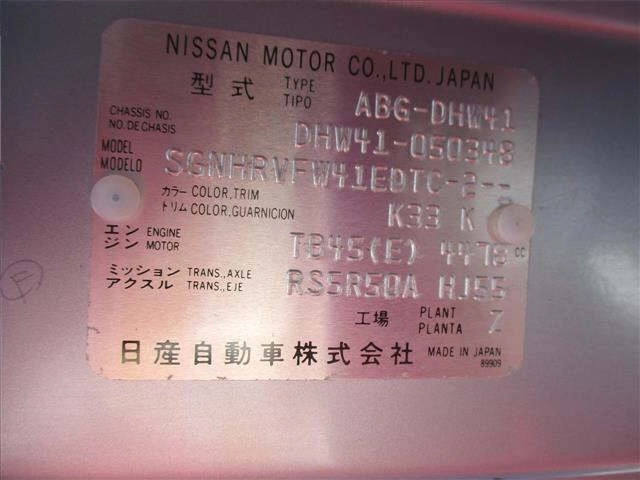 NISSAN MOTOR CO.,LTD. JAPAN
型式 TYPE TIPO ABG-DHW41
CHASSIS NO. NO.DE CHASIS DHW41-050348
MODEL MODELO SGNHRVFW41EDTC-2--
カラー COLOR,TRIM
トリム COLOR,GUARNICION K33 K
エンジン ENGINE MOTOR TB45(E) 4478 cc
ミッション TRANS.,AXLE
アクスル TRANS.,EJE RS5R50A HJ55
工場 PLANT PLANTA Z
日産自動車株式会社 MADE IN JAPAN
89909